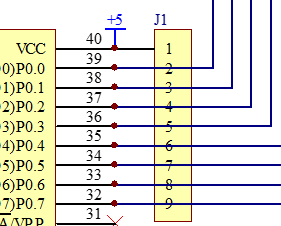 +5 J1
VCC 40 1
0)P0.0 39 2
1)P0.1 38 3
2)P0.2 37 4
3)P0.3 36 5
4)P0.4 35 6
5)P0.5 34 7
6)P0.6 33 8
7)P0.7 32 9
A/VPP 31